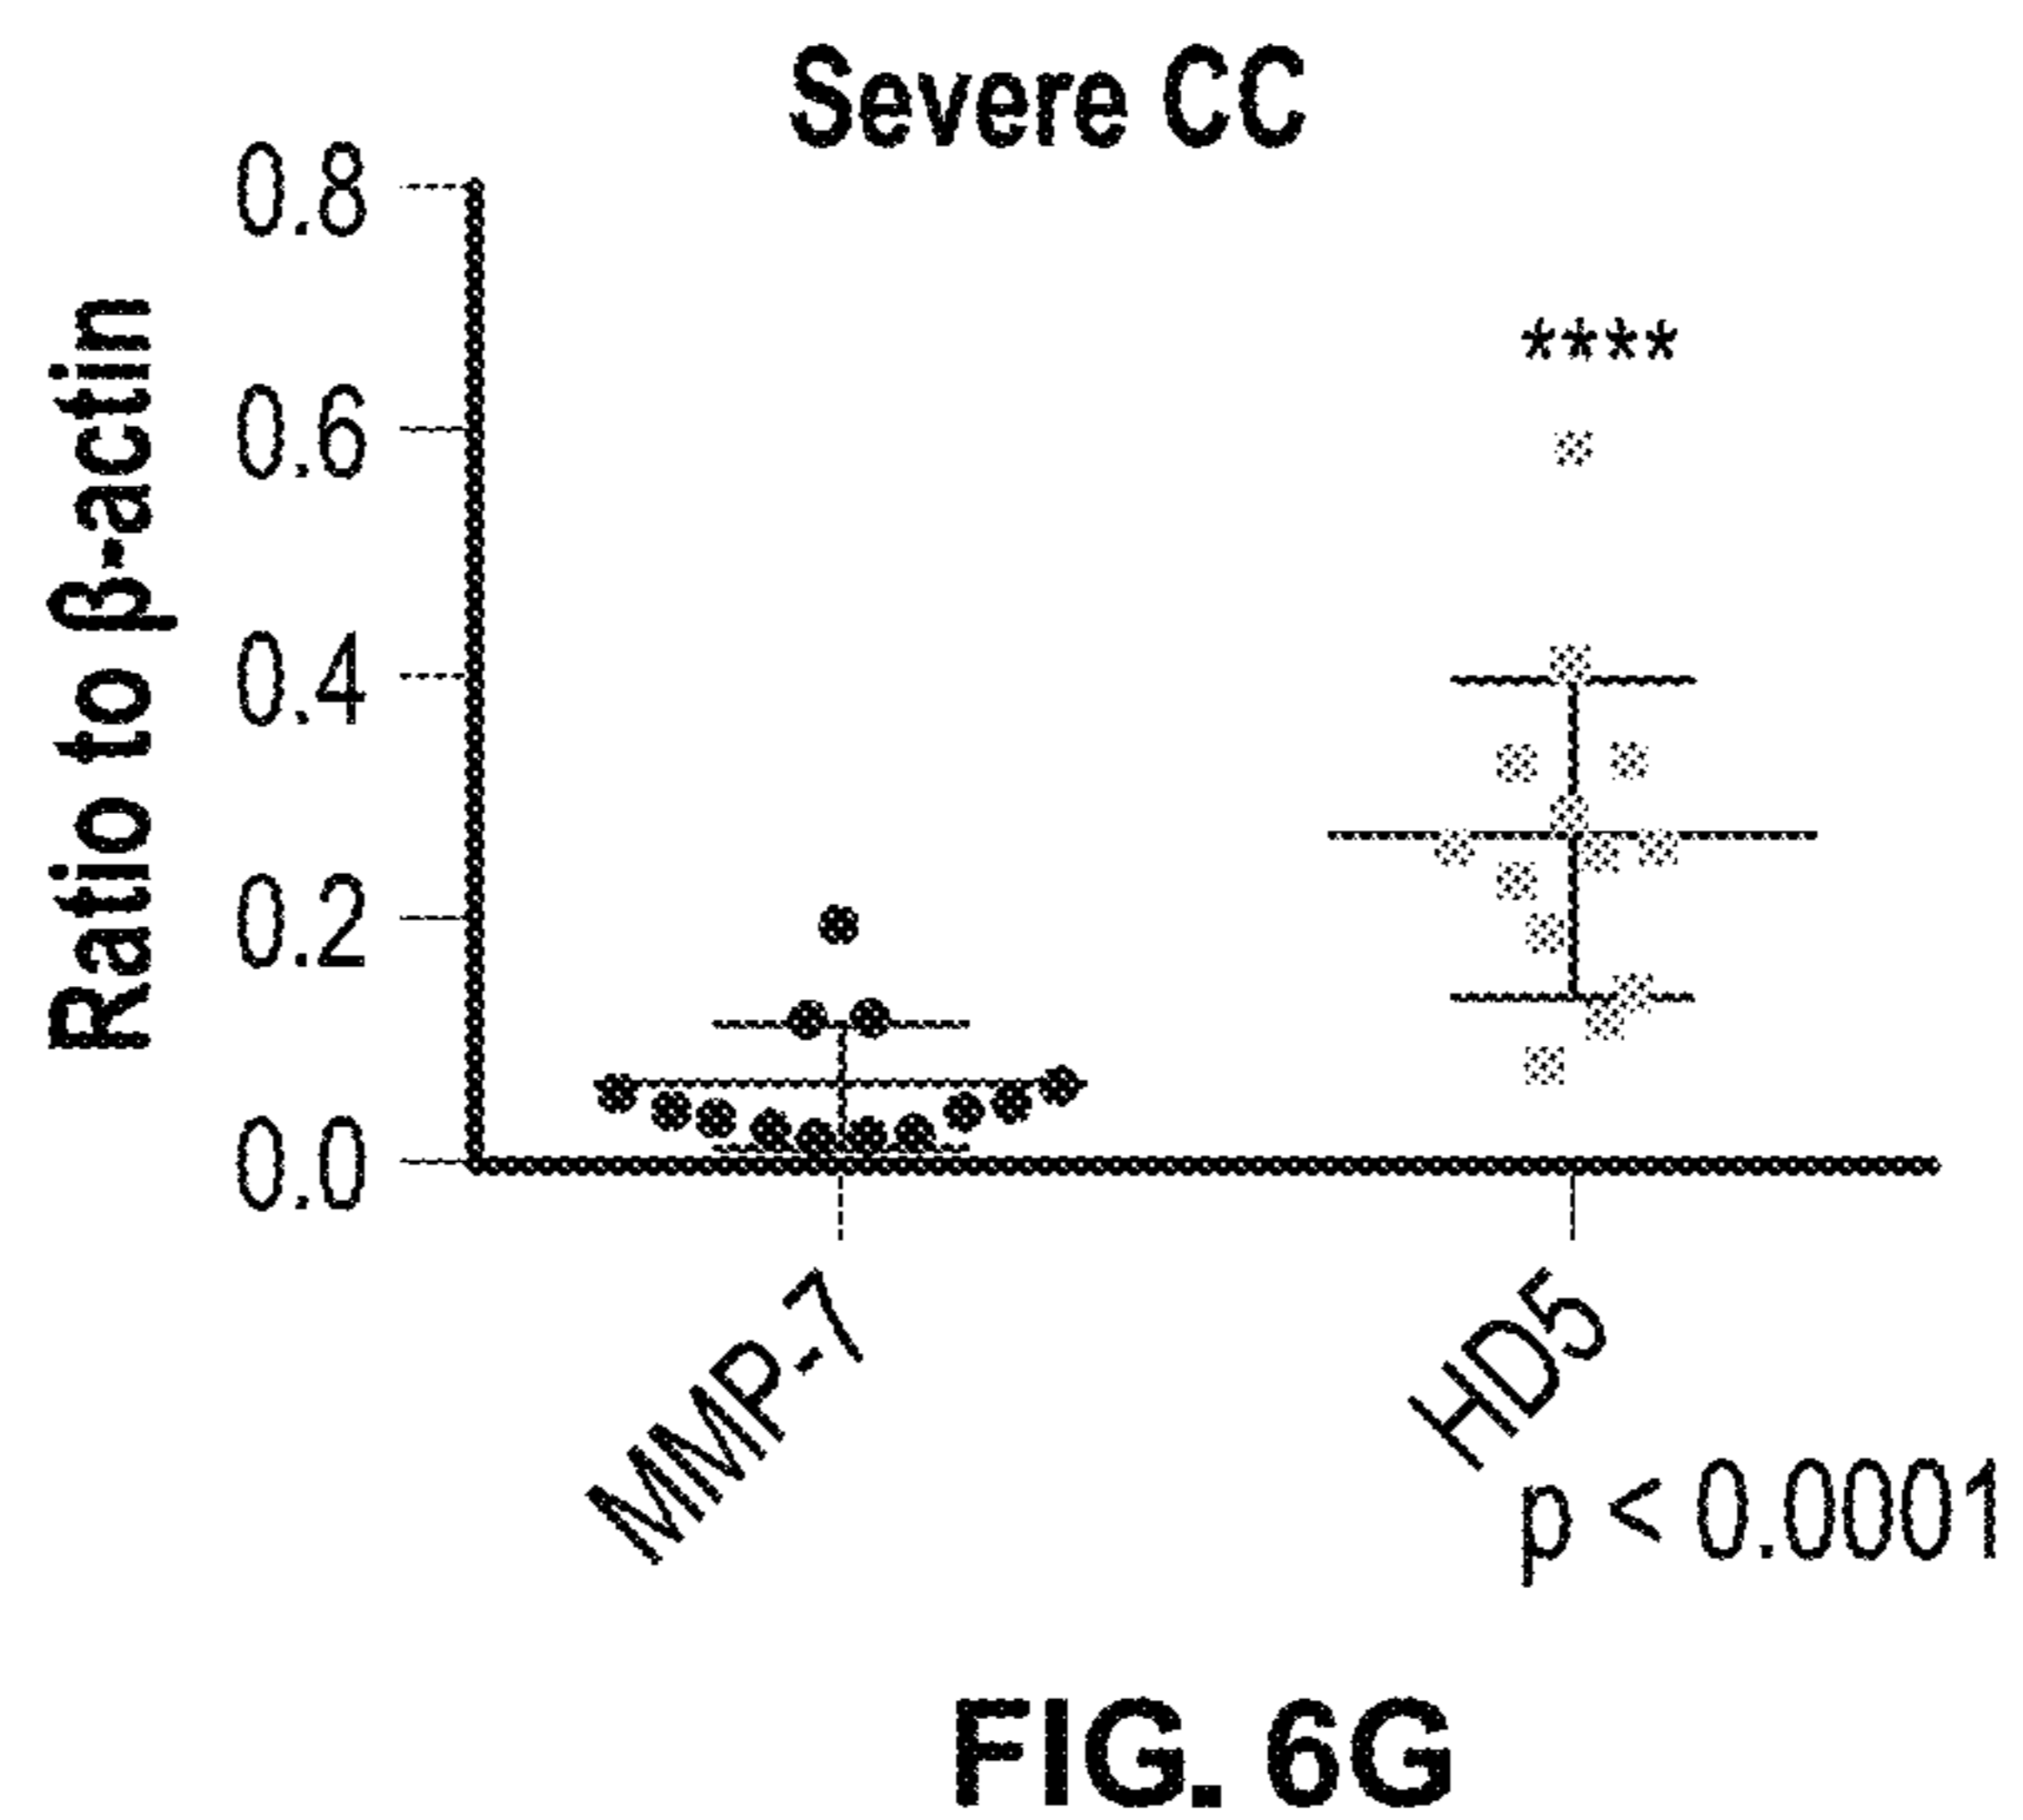 Severe CC
Ratio to β-actin
0.8
0.6
0.4
0.2
0.0
****
MMP-7
HD5
p < 0.0001
FIG. 6G